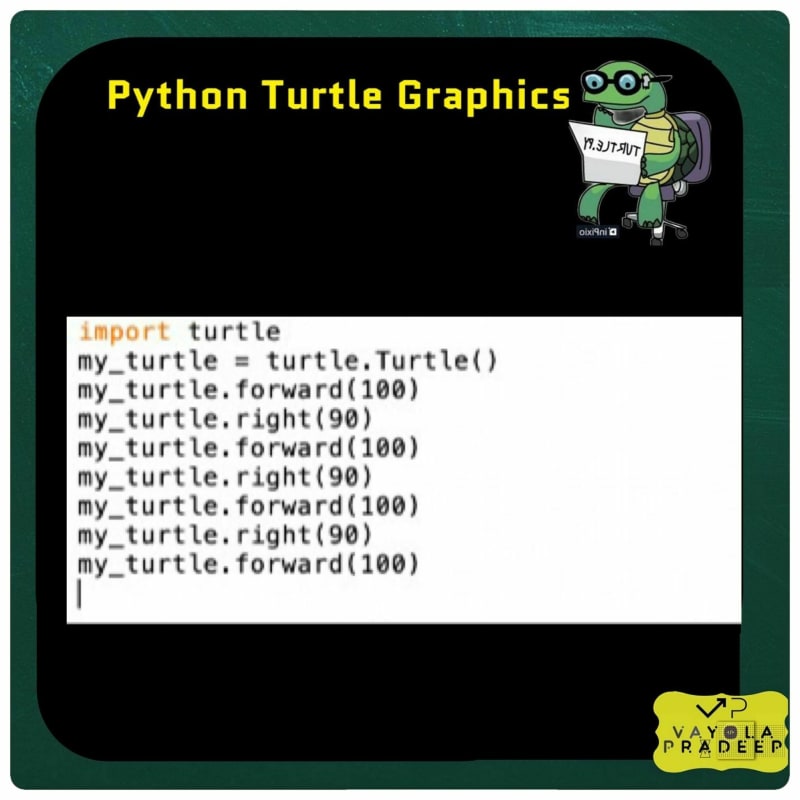 Python Turtle Graphics
TURTLE.PY
inPixio
import turtle
my_turtle = turtle.Turtle()
my_turtle.forward(100)
my_turtle.right(90)
my_turtle.forward(100)
my_turtle.right(90)
my_turtle.forward(100)
my_turtle.right(90)
my_turtle.forward(100)
VP
VAYOLA
PRADEEP